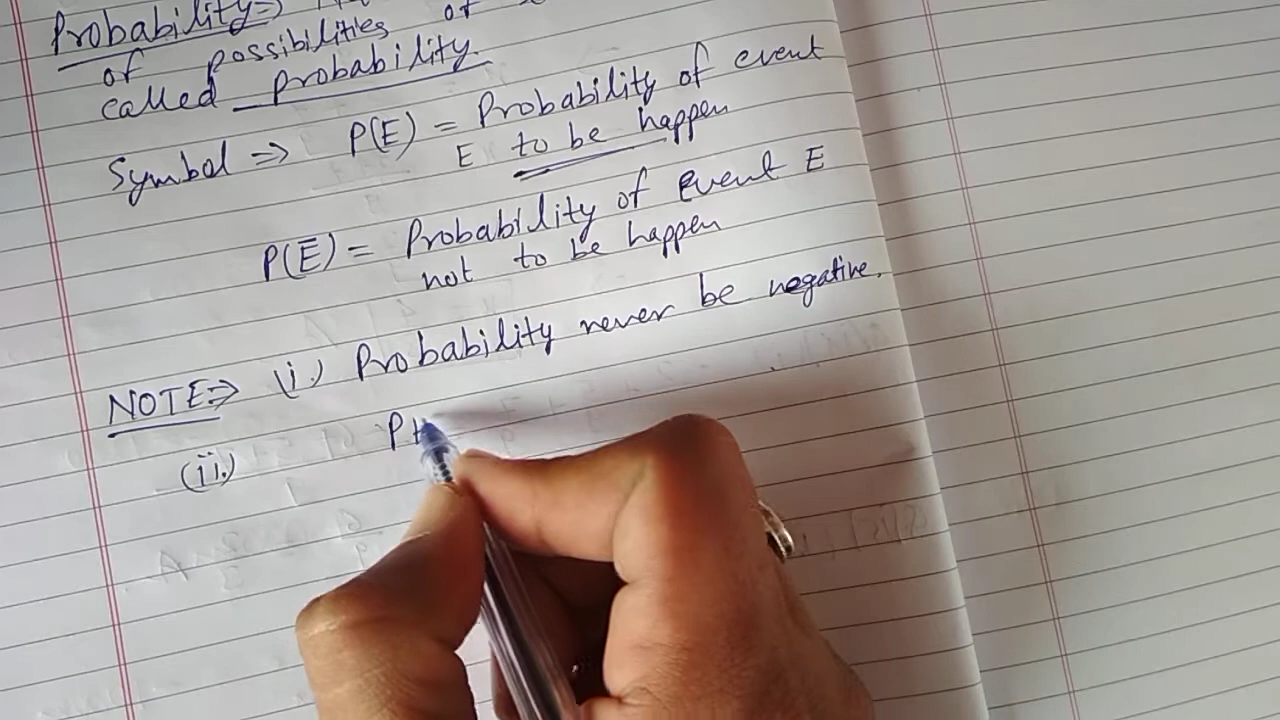 Probability ⇒
of possibilities of
called probability.
Symbol ⇒ P(E) = Probability of event
E to be happen
P(E̅) = Probability of event E
not to be happen
NOTE ⇒ (i.) Probability never be negative.
(ii.) P